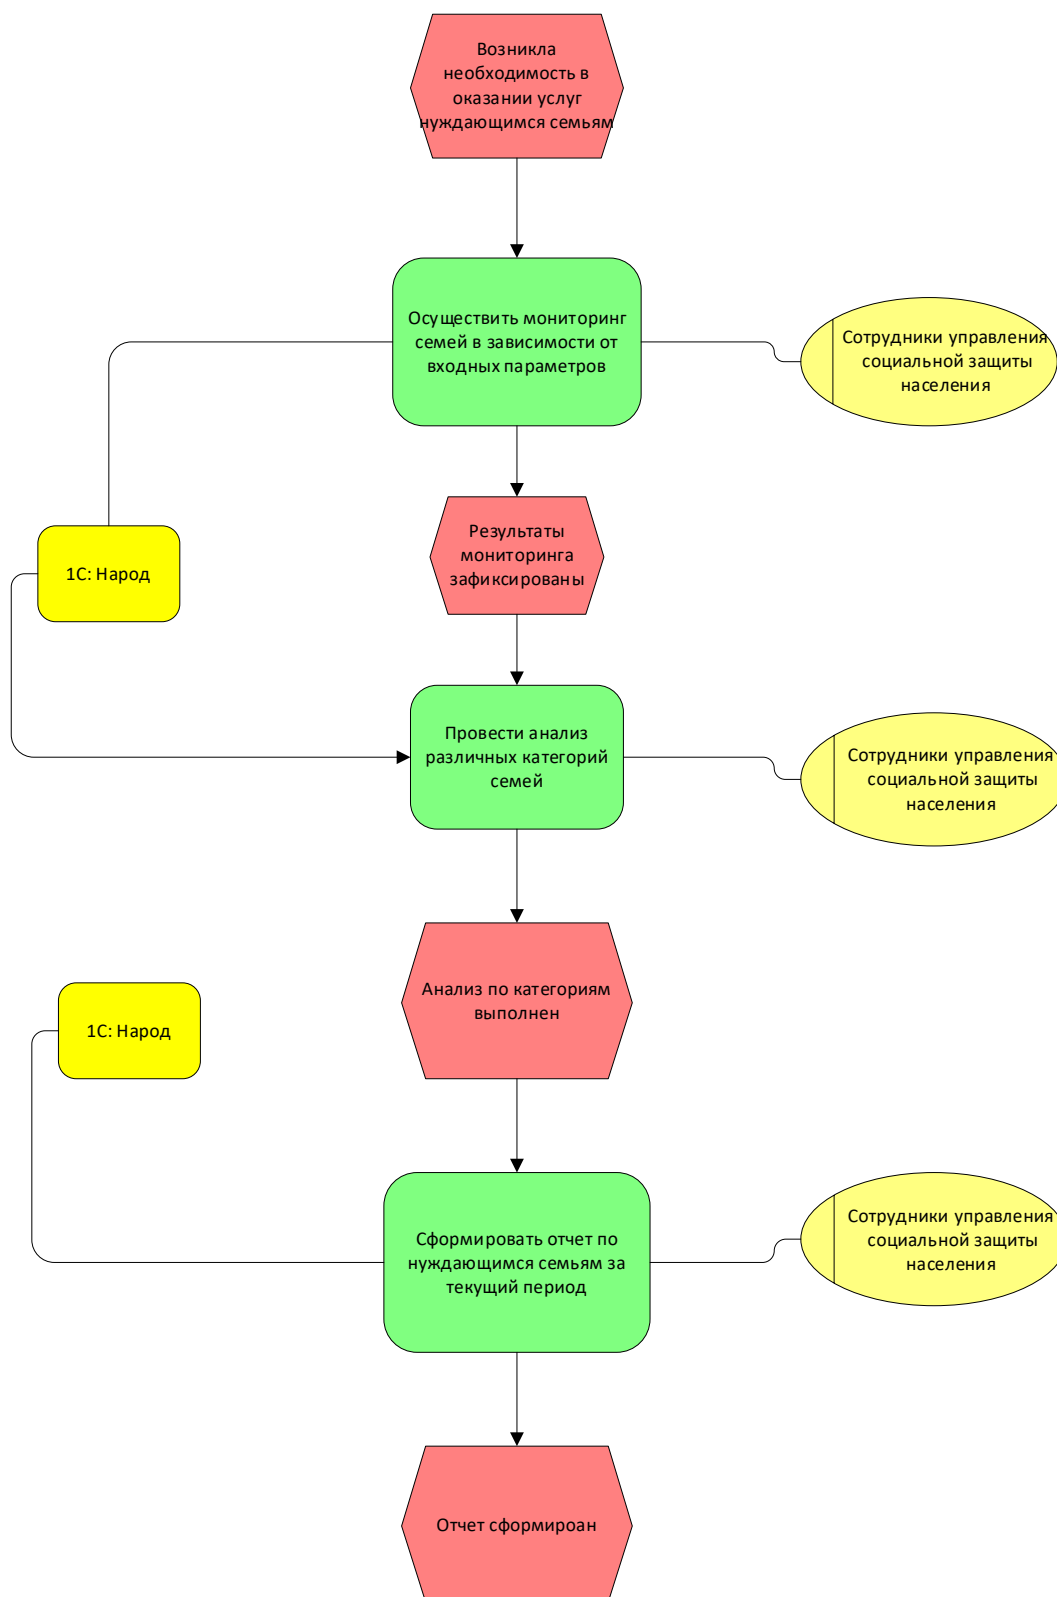 Возникла
необходимость в
оказании услуг
нуждающимся семьям
Осуществить мониторинг
семей в зависимости от
входных параметров
Сотрудники управления
социальной защиты
населения
Результаты
мониторинга
зафиксированы
1С: Народ
Провести анализ
различных категорий
семей
Сотрудники управления
социальной защиты
населения
Анализ по категориям
выполнен
1С: Народ
Сформировать отчет по
нуждающимся семьям за
текущий период
Сотрудники управления
социальной защиты
населения
Отчет сформироан